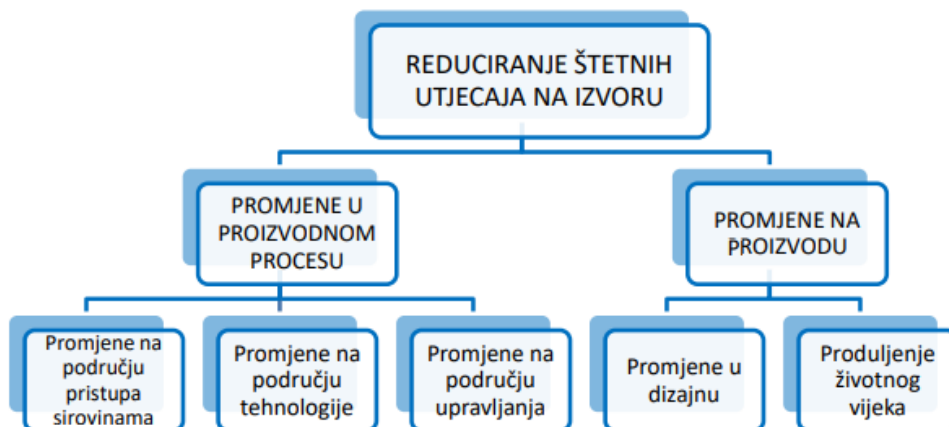 REDUCIRANJE ŠTETNIH
UTJECAJA NA IZVORU
PROMJENE U
PROIZVODNOM
PROCESU
PROMJENE NA
PROIZVODU
Promjene na
području
pristupa
sirovinama
Promjene na
području
tehnologije
Promjene na
području
upravljanja
Promjene u
dizajnu
Produljenje
životnog
vijeka